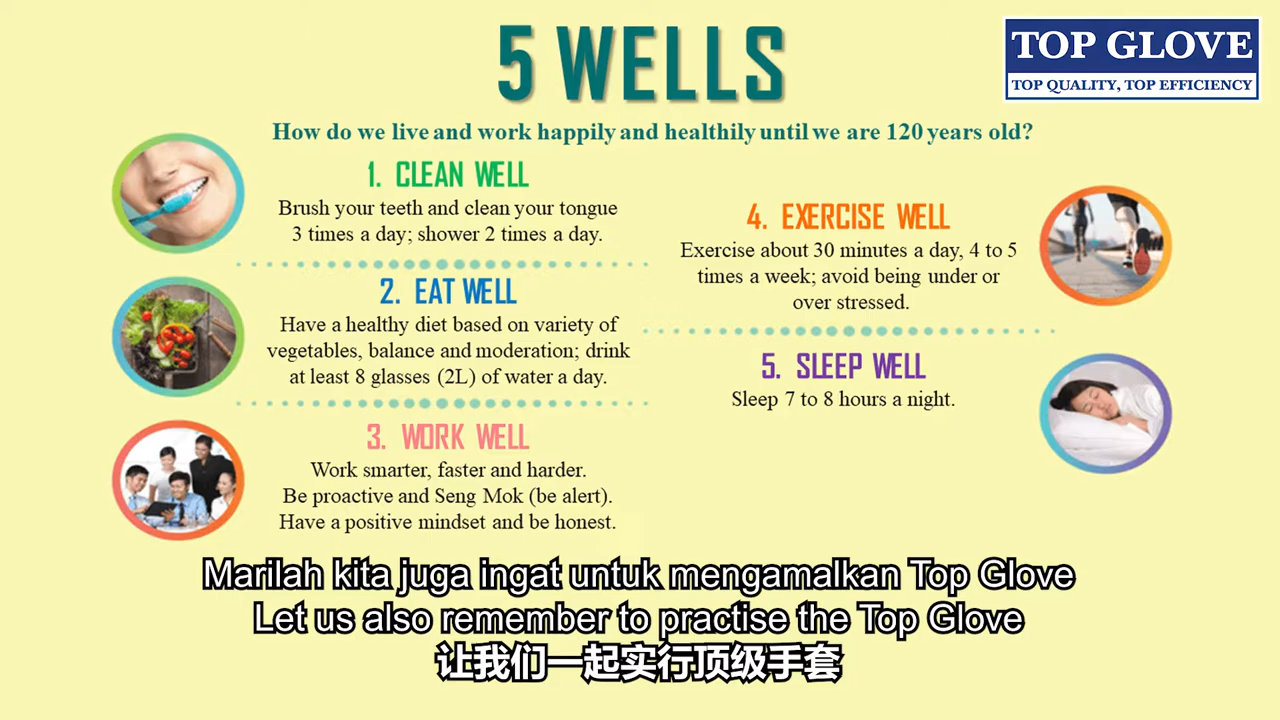 5 WELLS
TOP GLOVE
TOP QUALITY, TOP EFFICIENCY
How do we live and work happily and healthily until we are 120 years old?
1. CLEAN WELL
Brush your teeth and clean your tongue
3 times a day; shower 2 times a day.
2. EAT WELL
Have a healthy diet based on variety of
vegetables, balance and moderation; drink
at least 8 glasses (2L) of water a day.
3. WORK WELL
Work smarter, faster and harder.
Be proactive and Seng Mok (be alert).
Have a positive mindset and be honest.
4. EXERCISE WELL
Exercise about 30 minutes a day, 4 to 5
times a week; avoid being under or
over stressed.
5. SLEEP WELL
Sleep 7 to 8 hours a night.
Marilah kita juga ingat untuk mengamalkan Top Glove
Let us also remember to practise the Top Glove
让我们一起实行顶级手套